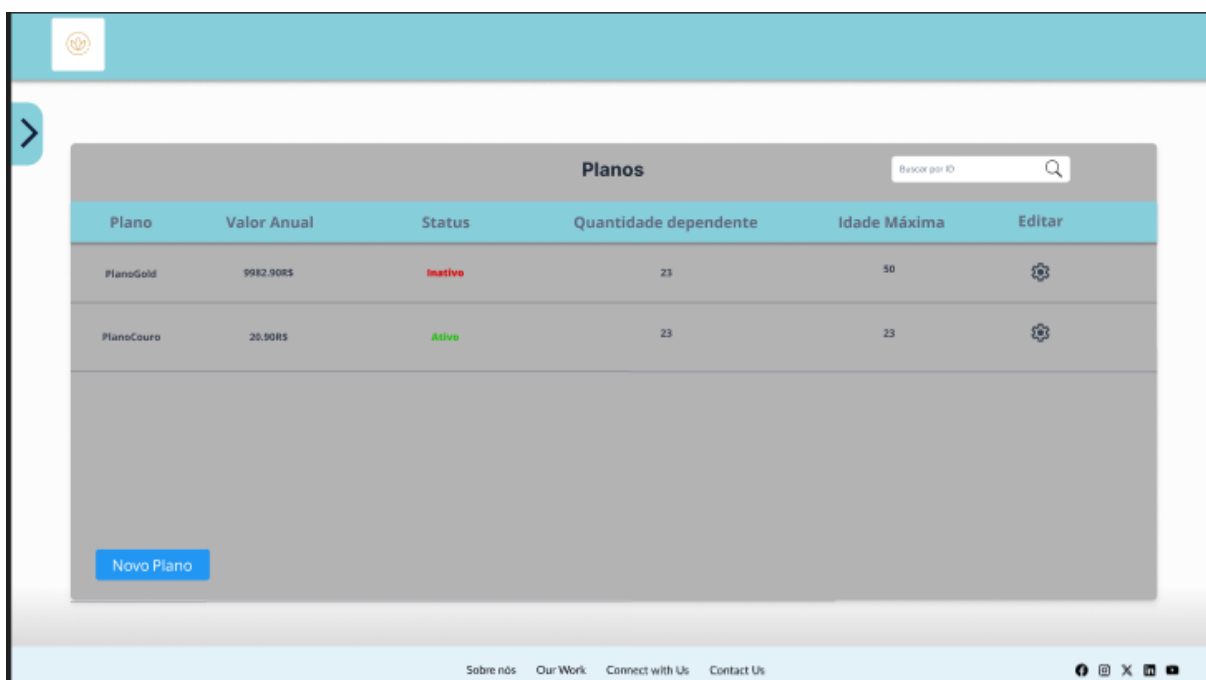 Planos
Buscar por ID
Plano Valor Anual Status Quantidade dependente Idade Máxima Editar
PlanoGold 9982.90R$ Inativo 23 50
PlanoCouro 20.90R$ Ativo 23 23
Novo Plano
Sobre nós Our Work Connect with Us Contact Us